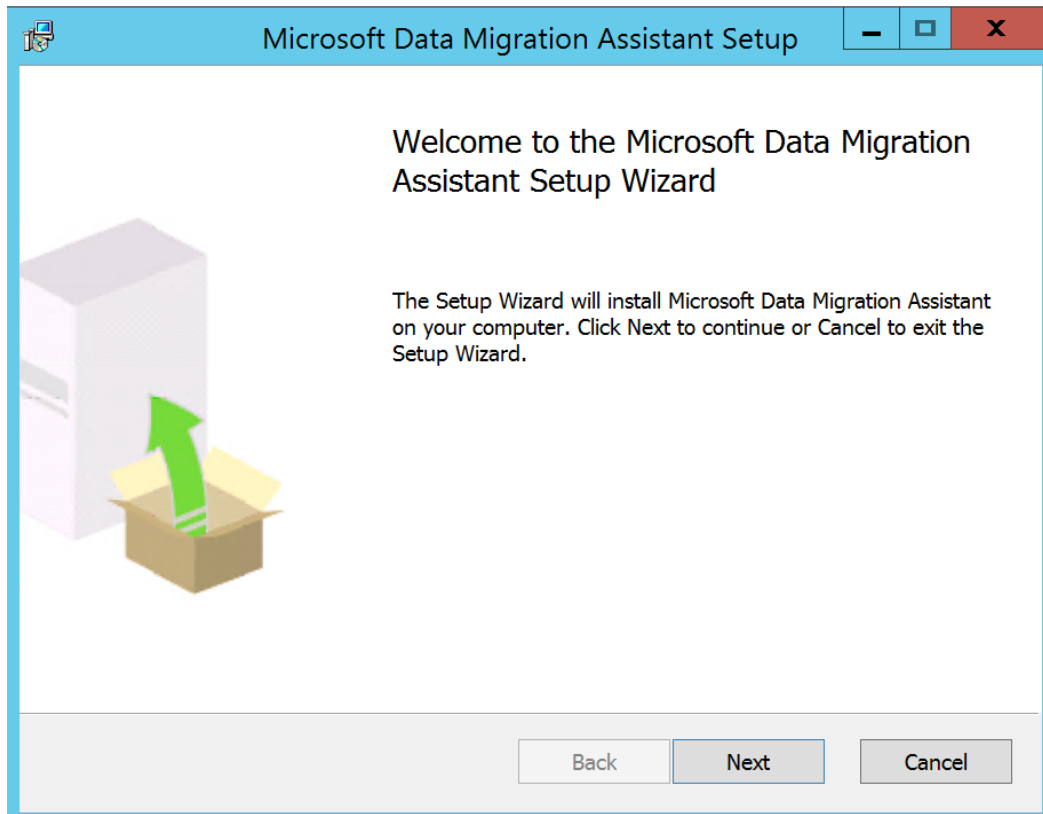 Microsoft Data Migration Assistant Setup
Welcome to the Microsoft Data Migration
Assistant Setup Wizard
The Setup Wizard will install Microsoft Data Migration Assistant
on your computer. Click Next to continue or Cancel to exit the
Setup Wizard.
Back Next Cancel